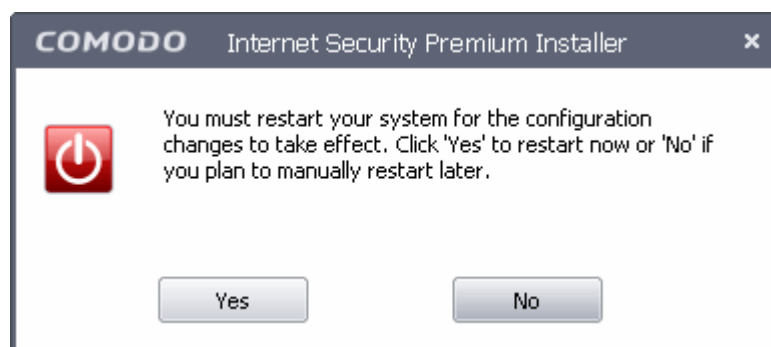 COMODO Internet Security Premium Installer
You must restart your system for the configuration
changes to take effect. Click 'Yes' to restart now or 'No' if
you plan to manually restart later.
Yes No